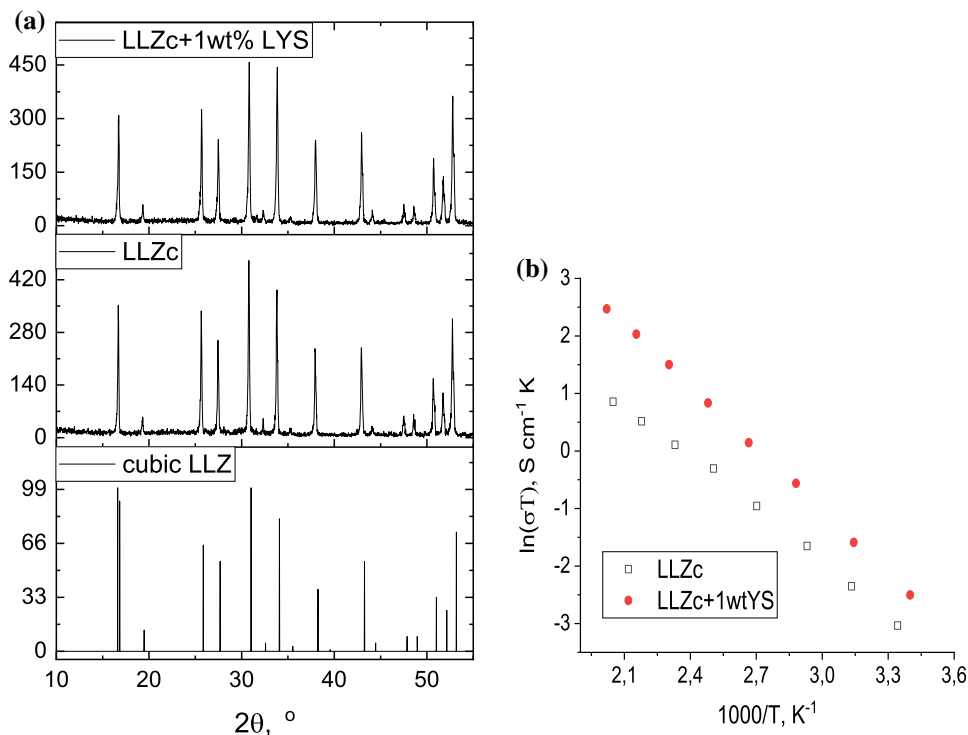 (a)
LLZc+1wt% LYS
450
300
150
0
LLZc
420
280
140
0
cubic LLZ
99
66
33
0
10 20 30 40 50
2θ, °
(b)
3
2
1
0
-1
-2
-3
ln(σT), S cm⁻¹ K
LLZc
LLZc+1wtYS
2,1 2,4 2,7 3,0 3,3 3,6
1000/T, K⁻¹